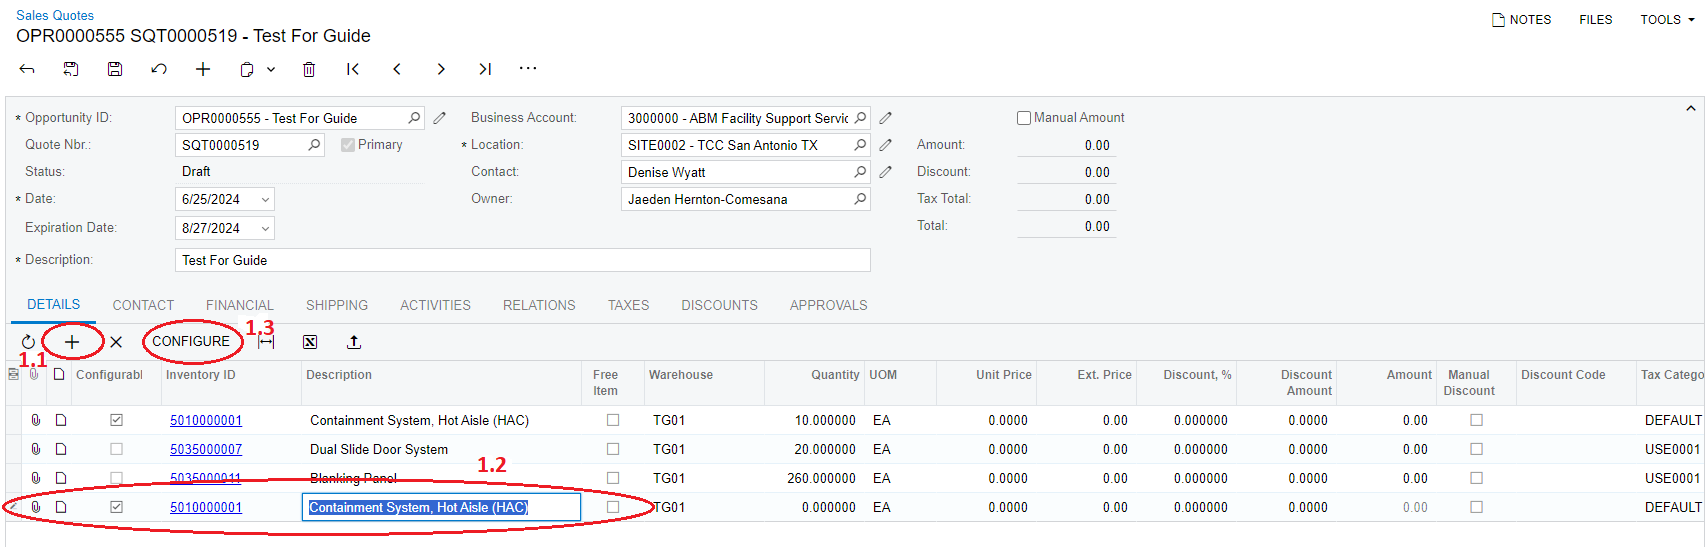 Sales Quotes
OPR0000555 SQT0000519 - Test For Guide
NOTES FILES TOOLS
* Opportunity ID: OPR0000555 - Test For Guide Business Account: 3000000 - ABM Facility Support Servic Manual Amount
Quote Nbr.: SQT0000519 Primary * Location: SITE0002 - TCC San Antonio TX Amount: 0.00
Status: Draft Contact: Denise Wyatt Discount: 0.00
* Date: 6/25/2024 Owner: Jaeden Hernton-Comesana Tax Total: 0.00
Expiration Date: 8/27/2024 Total: 0.00
* Description: Test For Guide
DETAILS CONTACT FINANCIAL SHIPPING ACTIVITIES RELATIONS TAXES DISCOUNTS APPROVALS
1.1 CONFIGURE 1.3
Configurabl Inventory ID Description Free Item Warehouse Quantity UOM Unit Price Ext. Price Discount, % Discount Amount Amount Manual Discount Discount Code Tax Catego
5010000001 Containment System, Hot Aisle (HAC) TG01 10.000000 EA 0.0000 0.00 0.000000 0.0000 0.00 DEFAULT
5035000007 Dual Slide Door System TG01 20.000000 EA 0.0000 0.00 0.000000 0.0000 0.00 USE0001
1.2
5035000011 Blanking Panel TG01 260.000000 EA 0.0000 0.00 0.000000 0.0000 0.00 USE0001
5010000001 Containment System, Hot Aisle (HAC) TG01 0.000000 EA 0.0000 0.00 0.000000 0.0000 0.00 DEFAULT